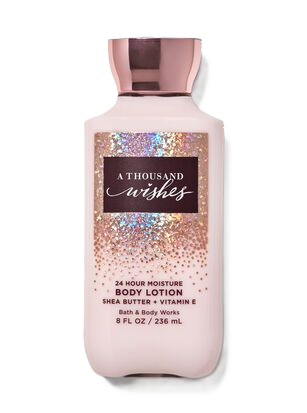 A THOUSAND
wishes
24 HOUR MOISTURE
BODY LOTION
SHEA BUTTER + VITAMIN E
Bath & Body Works
8 FL OZ / 236 mL